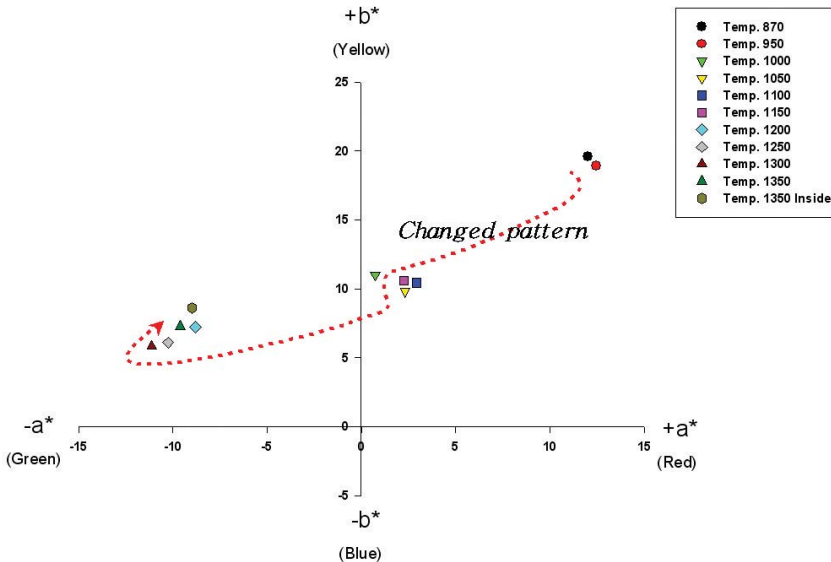 +b*
(Yellow)
25
20
15
10
5
0
-5
-15
-10
-5
0
5
10
15
-a*
(Green)
+a*
(Red)
-b*
(Blue)
Changed pattern
Temp. 870
Temp. 950
Temp. 1000
Temp. 1050
Temp. 1100
Temp. 1150
Temp. 1200
Temp. 1250
Temp. 1300
Temp. 1350
Temp. 1350 Inside